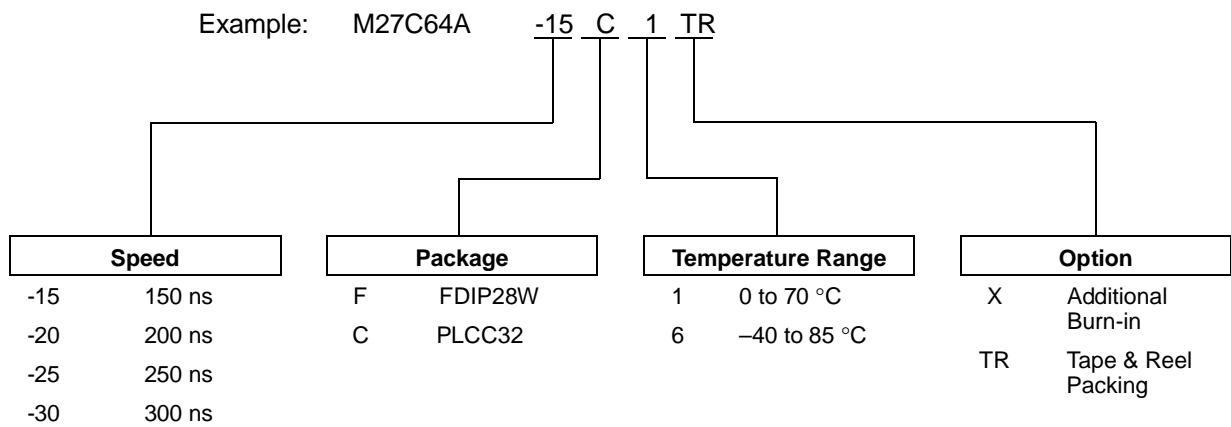 Example: M27C64A -15 C 1 TR
Speed Package Temperature Range Option
-15 150 ns F FDIP28W 1 0 to 70 °C X Additional
Burn-in
-20 200 ns C PLCC32 6 –40 to 85 °C
-25 250 ns TR Tape & Reel
Packing
-30 300 ns